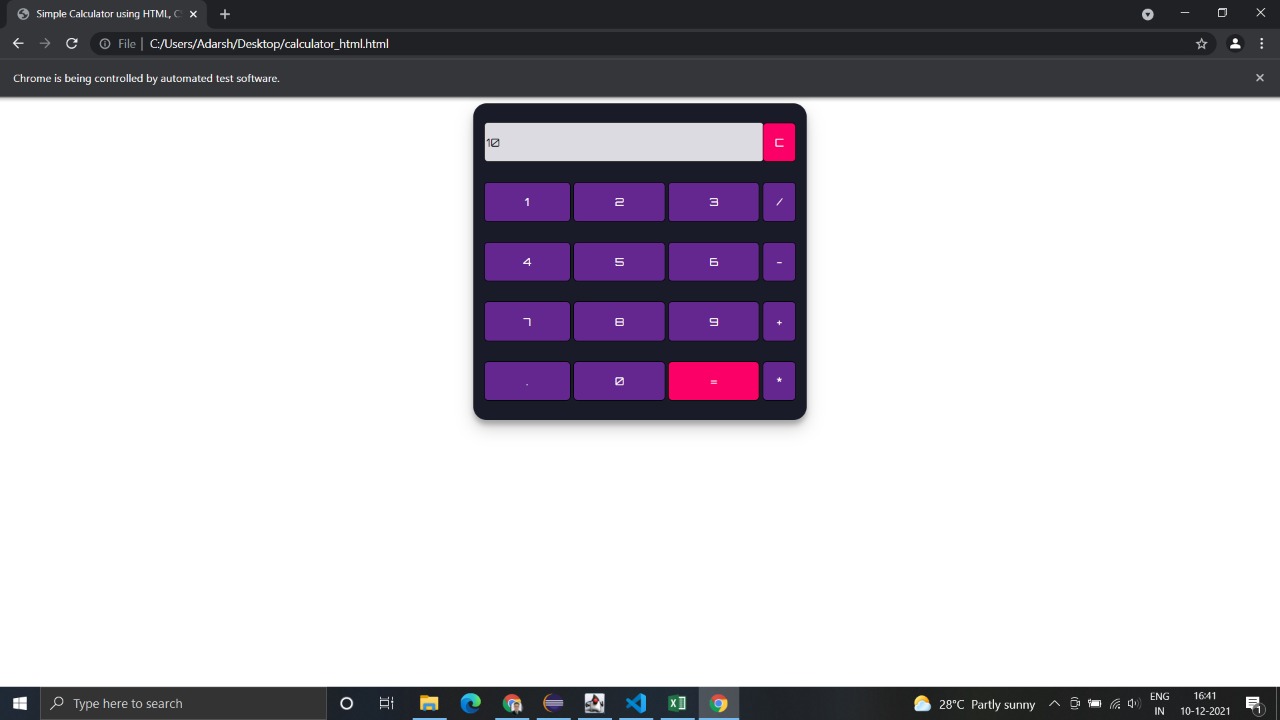 Simple Calculator using HTML, C
File | C:/Users/Adarsh/Desktop/calculator_html.html
Chrome is being controlled by automated test software.
10 C
1 2 3 /
4 5 6 -
7 8 9 +
. 0 = *
Type here to search
28°C Partly sunny
ENG
IN
16:41
10-12-2021
1